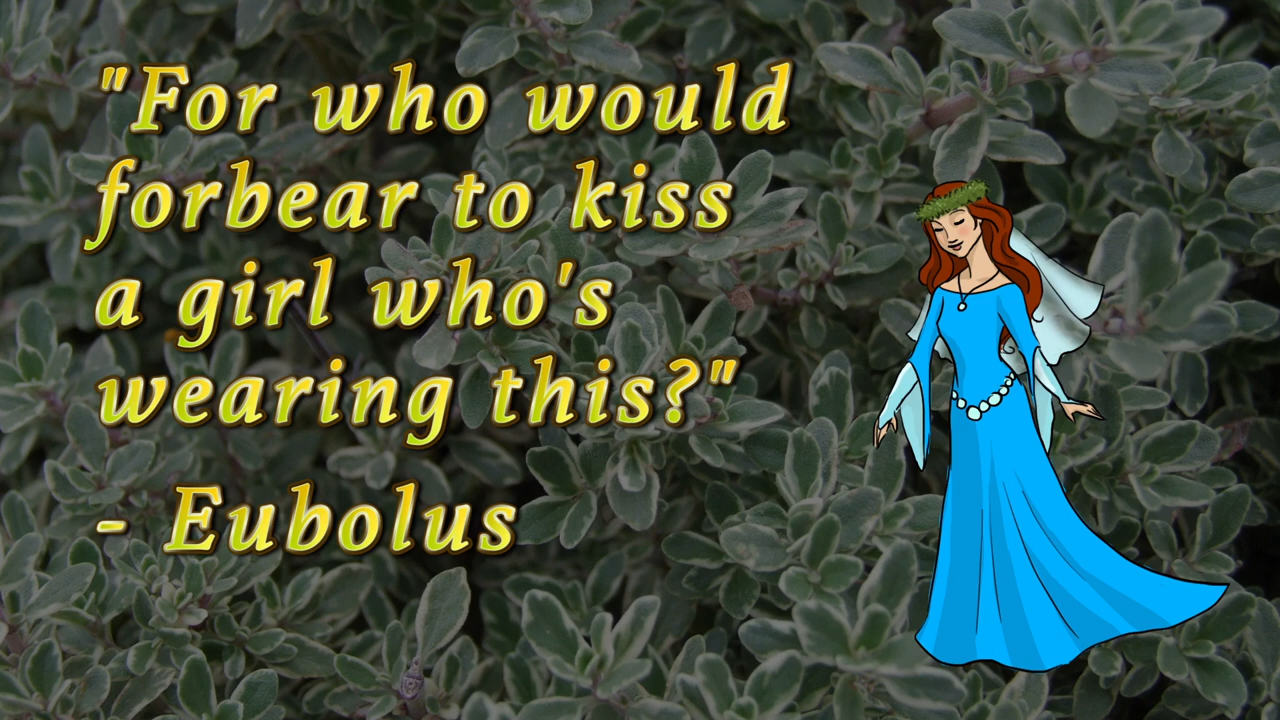 "For who would
forbear to kiss
a girl who's
wearing this?"
- Eubolus